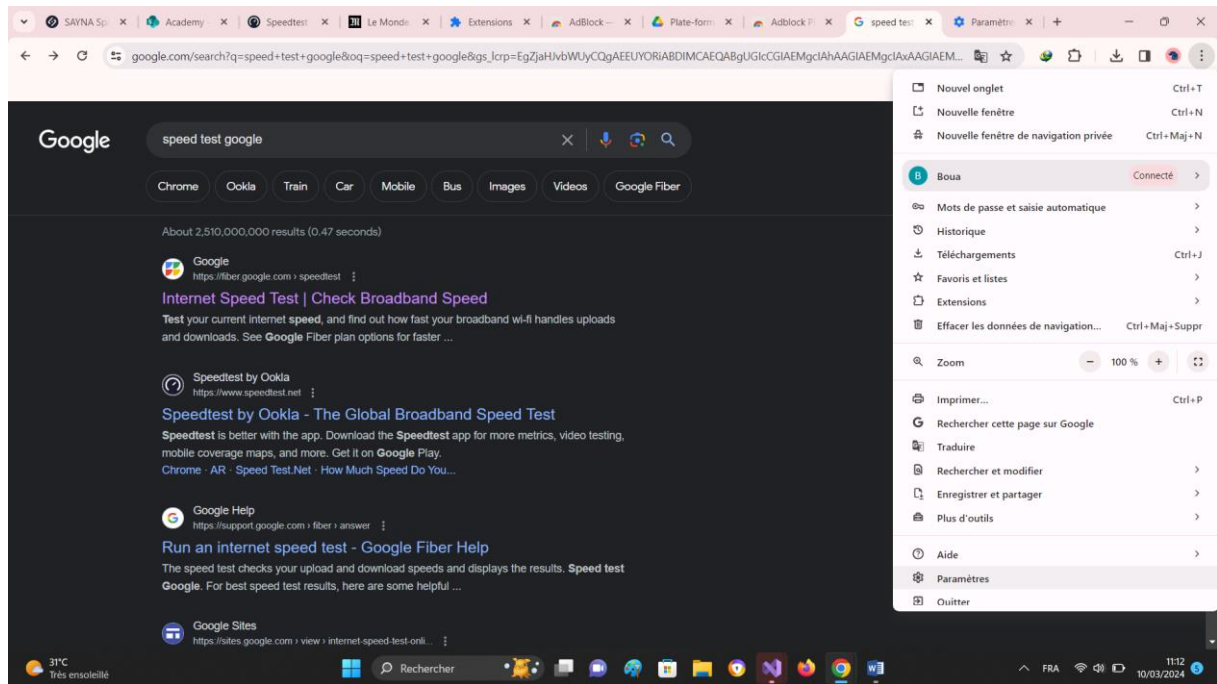 SAYNA Sp
Academy
Speedtest
Le Monde.
Extensions
AdBlock —
Plate-form
Adblock Pl
speed test
Paramètre
google.com/search?q=speed+test+google&oq=speed+test+google&gs_lcrp=EgZjaHJvbWUyCQgAEEUYORiABDIMCAEQABgUGIcCGIAEMgcIAhAAGIAEMgcIAxAAGIAEM...
Google
speed test google
Chrome
Ookla
Train
Car
Mobile
Bus
Images
Videos
Google Fiber
About 2,510,000,000 results (0.47 seconds)
Google
https://fiber.google.com › speedtest
Internet Speed Test | Check Broadband Speed
Test your current internet speed, and find out how fast your broadband wi-fi handles uploads
and downloads. See Google Fiber plan options for faster ...
Speedtest by Ookla
https://www.speedtest.net
Speedtest by Ookla - The Global Broadband Speed Test
Speedtest is better with the app. Download the Speedtest app for more metrics, video testing,
mobile coverage maps, and more. Get it on Google Play.
Chrome · AR · Speed Test.Net · How Much Speed Do You...
Google Help
https://support.google.com › fiber › answer
Run an internet speed test - Google Fiber Help
The speed test checks your upload and download speeds and displays the results. Speed test
Google. For best speed test results, here are some helpful ...
Google Sites
https://sites.google.com › view › internet-speed-test-onli...
Nouvel onglet Ctrl+T
Nouvelle fenêtre Ctrl+N
Nouvelle fenêtre de navigation privée Ctrl+Maj+N
B Boua Connecté
Mots de passe et saisie automatique
Historique
Téléchargements Ctrl+J
Favoris et listes
Extensions
Effacer les données de navigation... Ctrl+Maj+Suppr
Zoom − 100 % +
Imprimer... Ctrl+P
Rechercher cette page sur Google
Traduire
Rechercher et modifier
Enregistrer et partager
Plus d'outils
Aide
Paramètres
Quitter
31°C
Très ensoleillé
Rechercher
FRA
11:12
10/03/2024
5